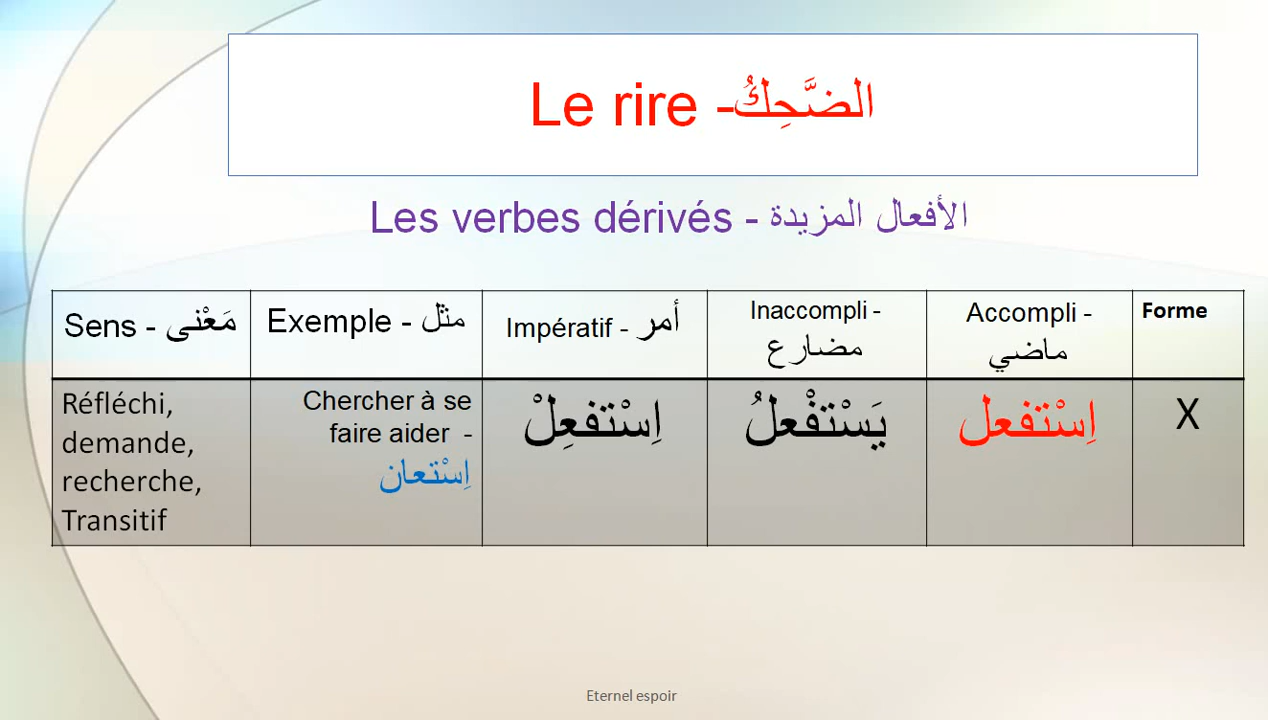 Le rire -الضَّحِكُ
Les verbes dérivés - الأفعال المزيدة
Sens - مَعْنى
Exemple - مثل
Impératif - أمر
Inaccompli -
مضارع
Accompli -
ماضي
Forme
Réfléchi,
demande,
recherche,
Transitif
Chercher à se
faire aider -
اِسْتعان
اِسْتفعِلْ
يَسْتفْعلُ
اِسْتفعل
X
Eternel espoir